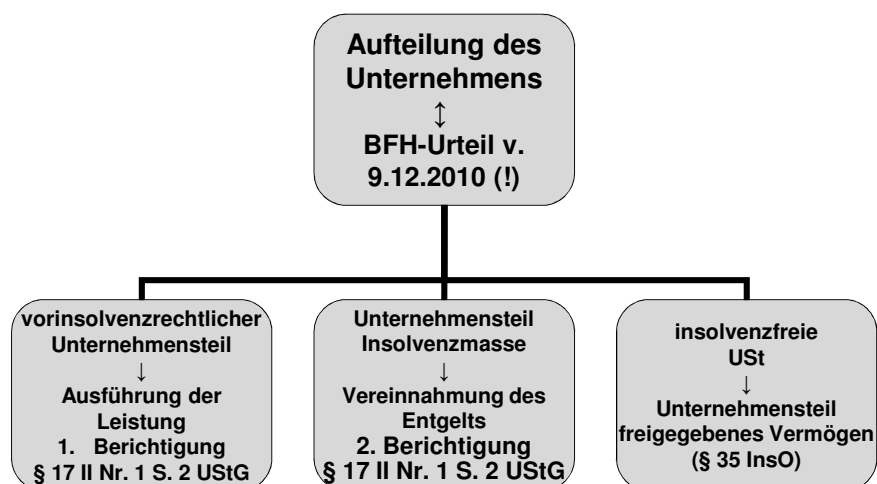 Aufteilung des
Unternehmens
↕
BFH-Urteil v.
9.12.2010 (!)
vorinsolvenzrechtlicher
Unternehmensteil
↓
Ausführung der
Leistung
1. Berichtigung
§ 17 II Nr. 1 S. 2 UStG
Unternehmensteil
Insolvenzmasse
↓
Vereinnahmung des
Entgelts
2. Berichtigung
§ 17 II Nr. 1 S. 2 UStG
insolvenzfreie
USt
↓
Unternehmensteil
freigegebenes Vermögen
(§ 35 InsO)